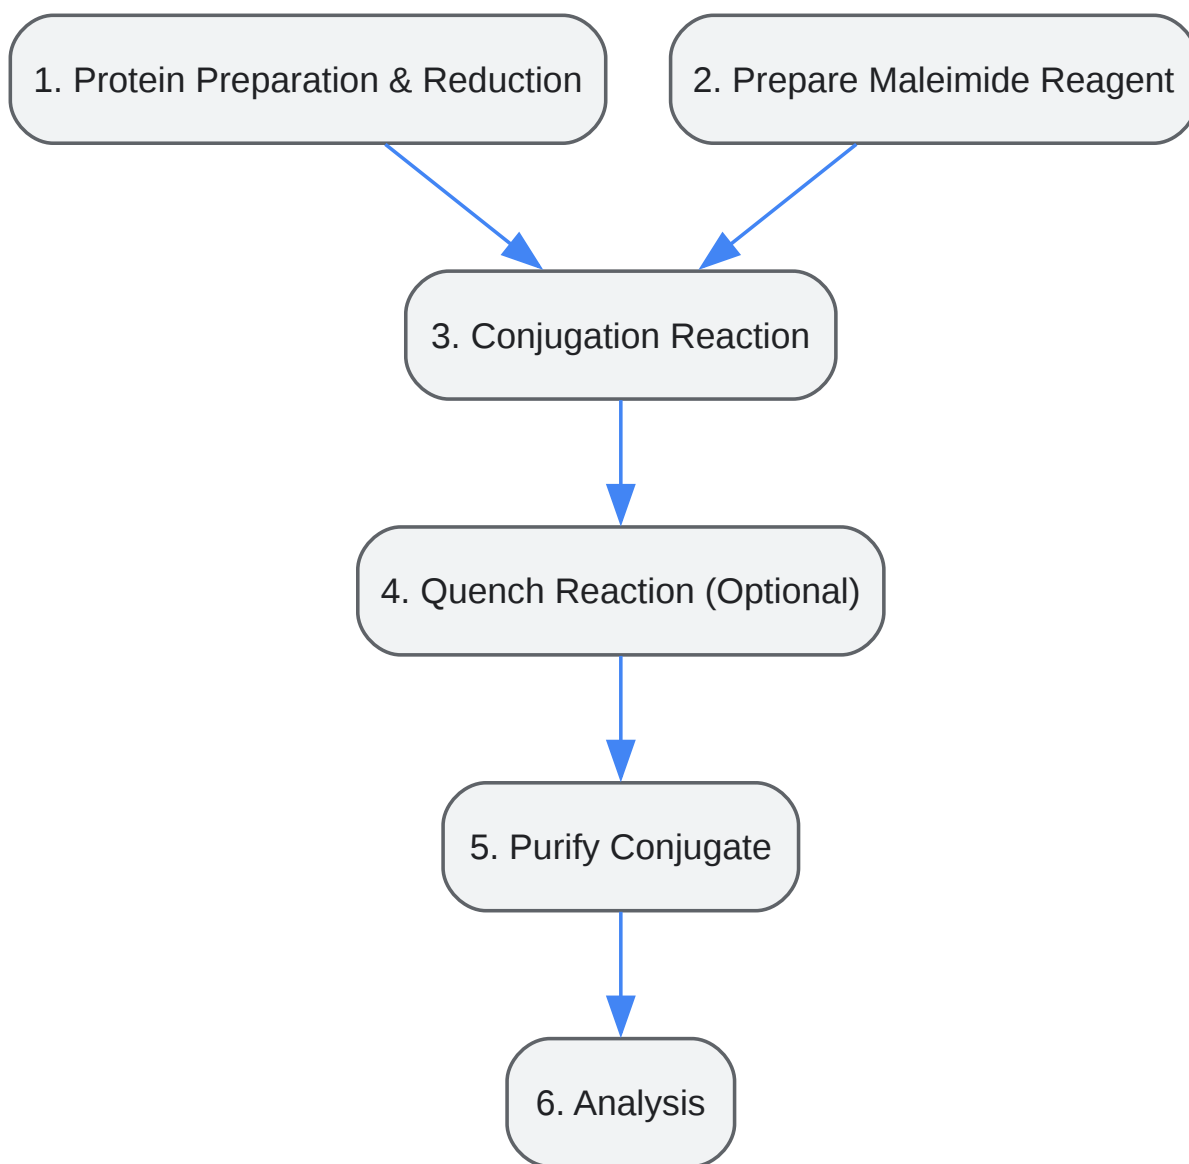 1. Protein Preparation & Reduction
2. Prepare Maleimide Reagent
3. Conjugation Reaction
4. Quench Reaction (Optional)
5. Purify Conjugate
6. Analysis